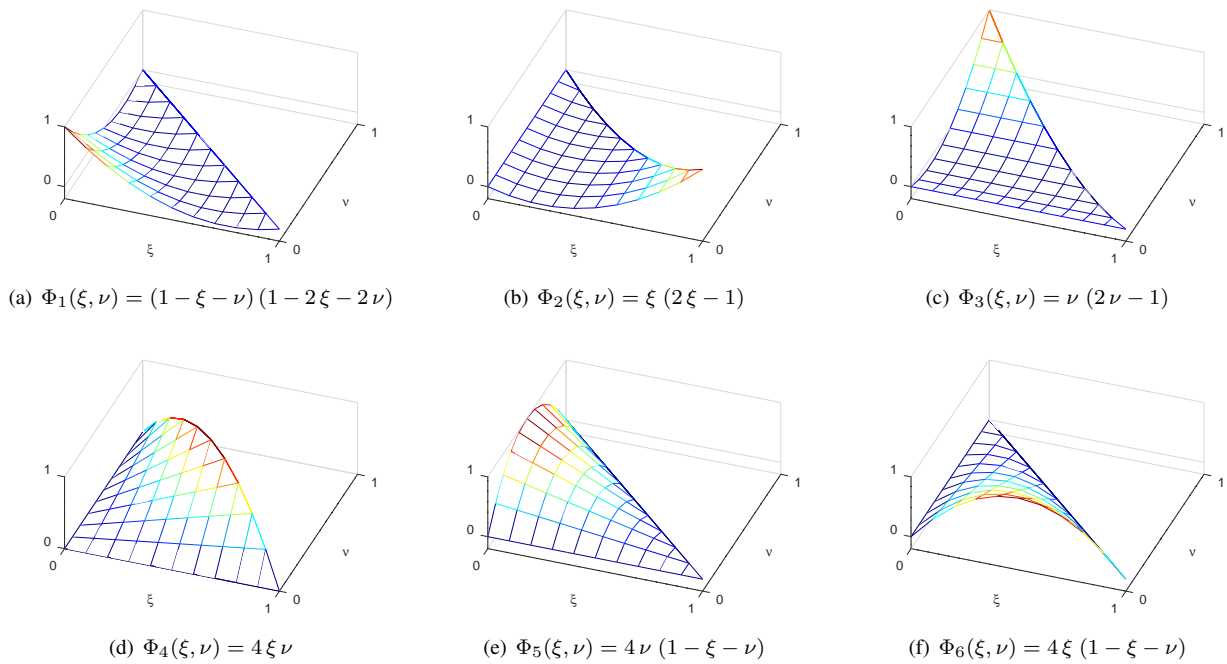 1
0
0
ξ
1
0
ν
1
1
0
0
ξ
1
0
ν
1
1
0
0
ξ
1
0
ν
1
(a) Φ₁(ξ, ν) = (1 − ξ − ν) (1 − 2 ξ − 2 ν)
(b) Φ₂(ξ, ν) = ξ (2 ξ − 1)
(c) Φ₃(ξ, ν) = ν (2 ν − 1)
1
0
0
ξ
1
0
ν
1
1
0
0
ξ
1
0
ν
1
1
0
0
ξ
1
0
ν
1
(d) Φ₄(ξ, ν) = 4 ξ ν
(e) Φ₅(ξ, ν) = 4 ν (1 − ξ − ν)
(f) Φ₆(ξ, ν) = 4 ξ (1 − ξ − ν)